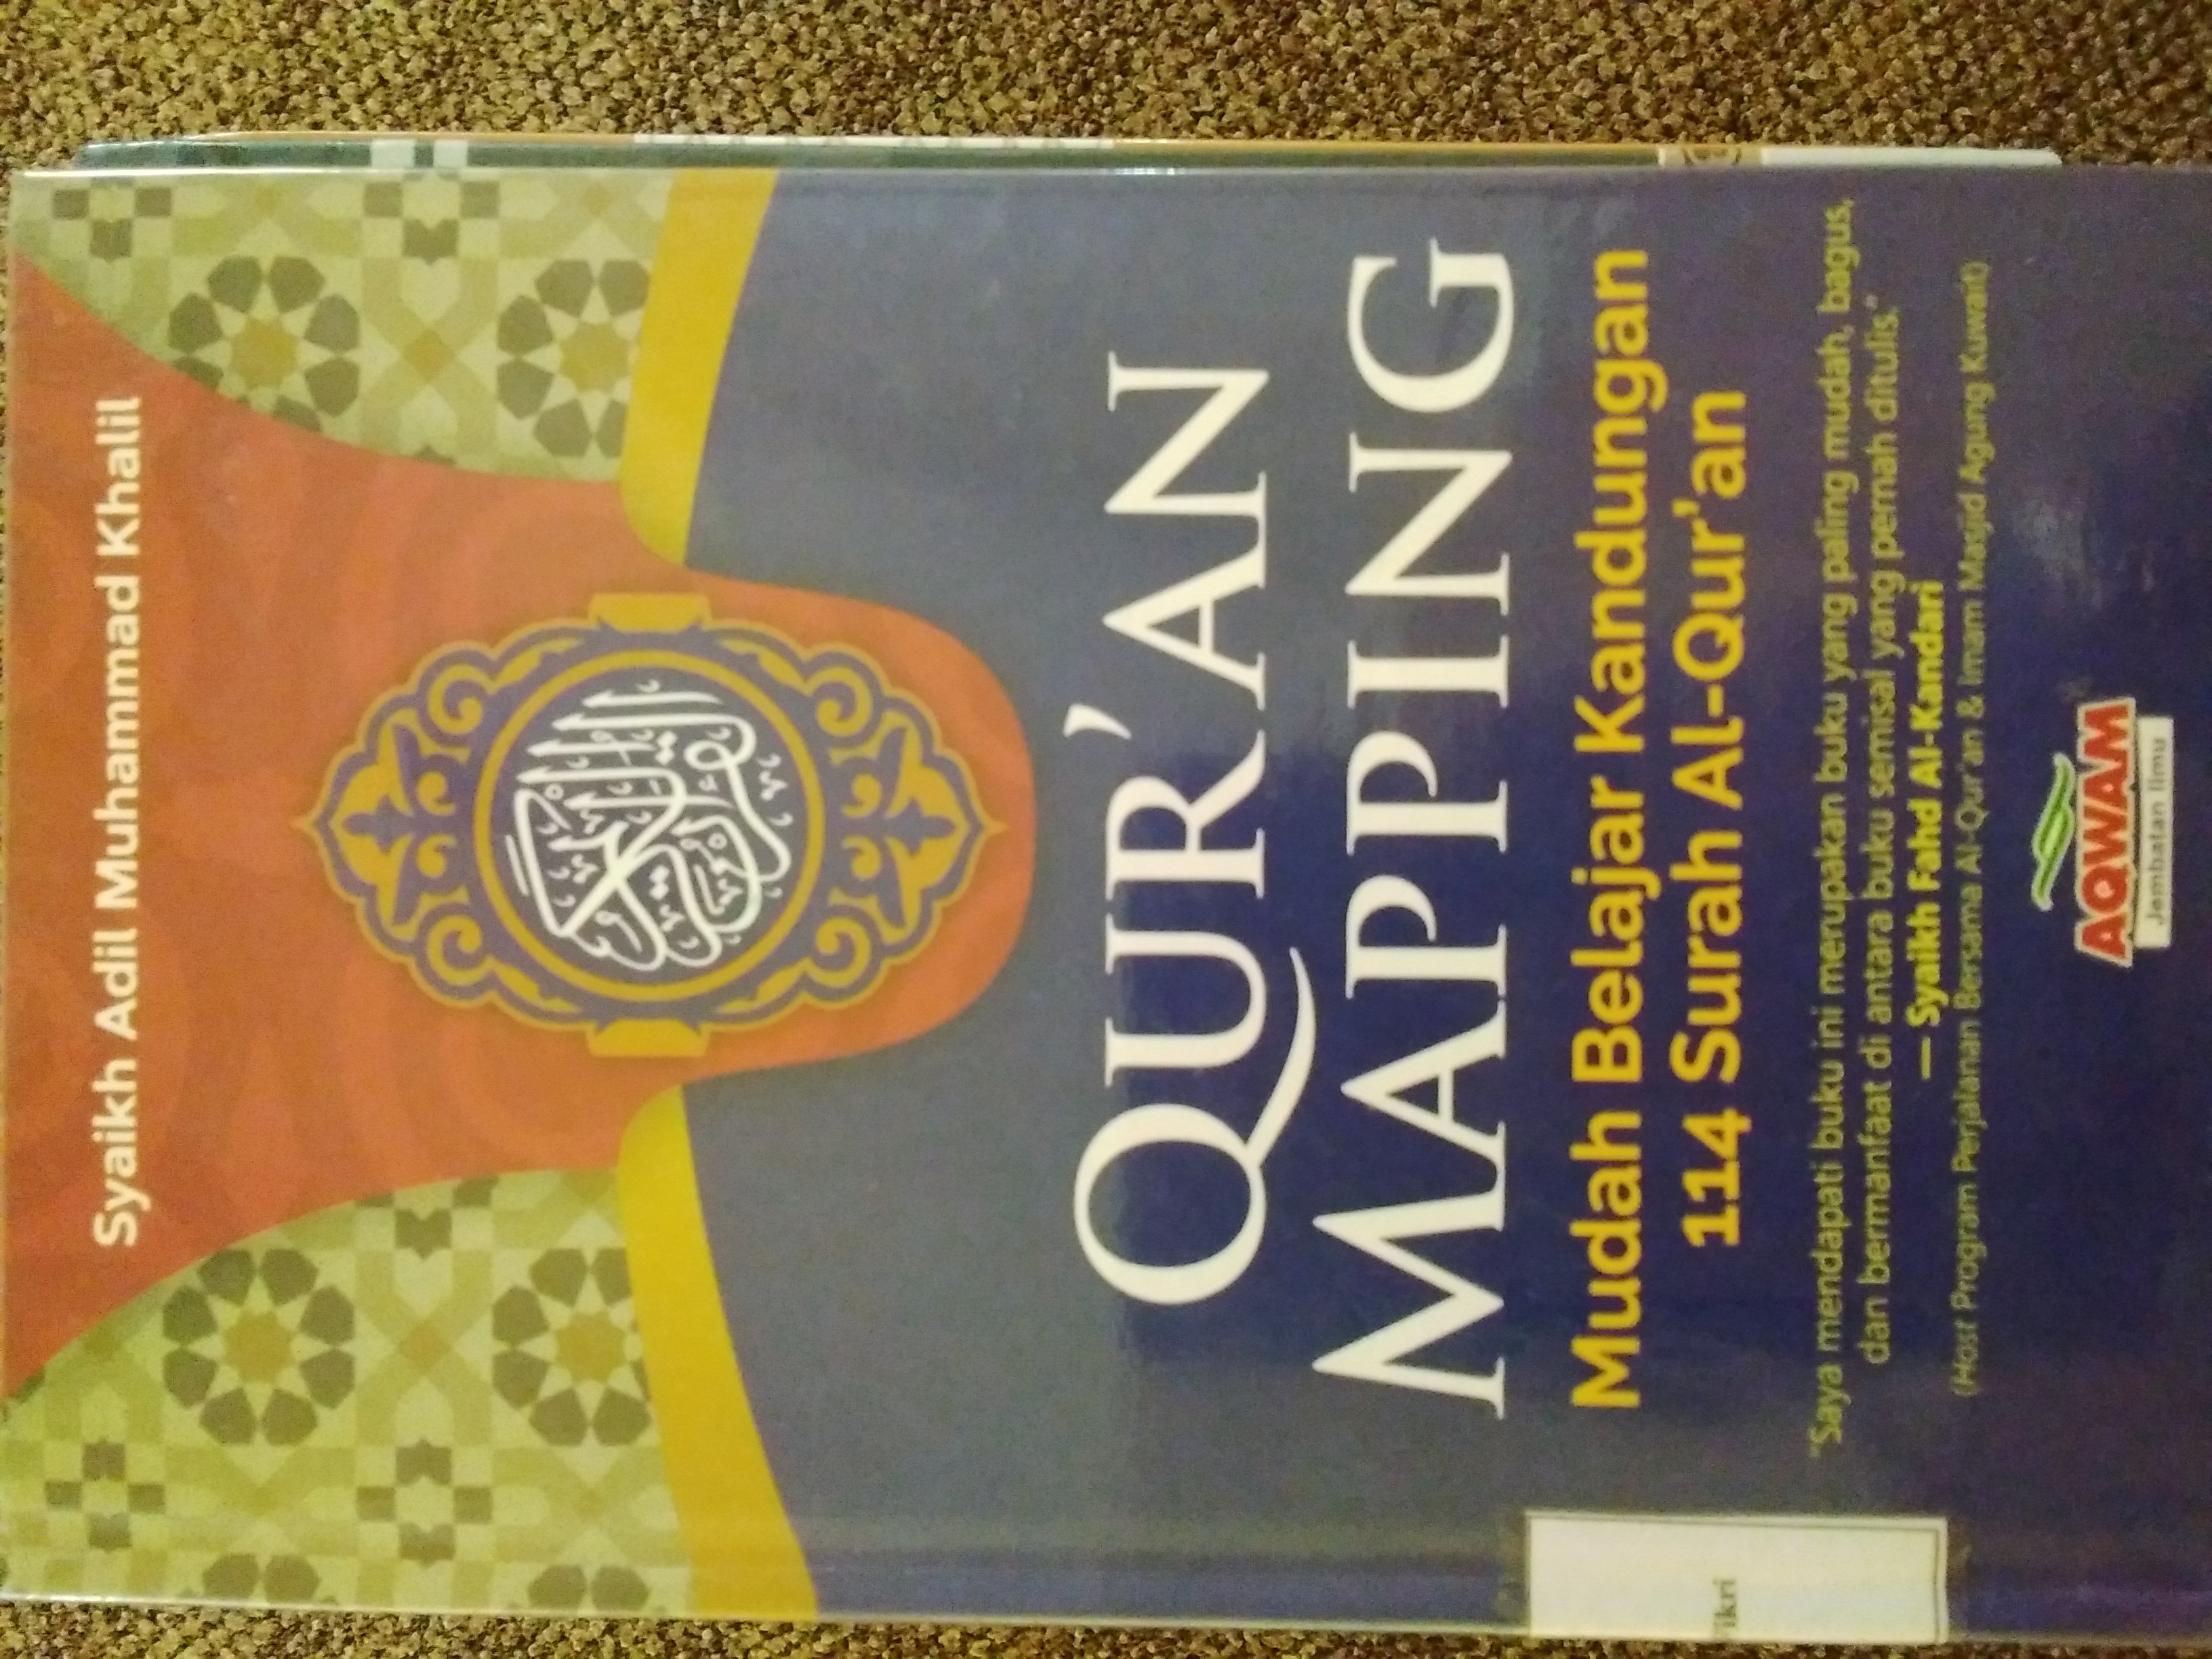 Syaikh Adil Muhammad Khalil
QUR'AN
MAPPING
Mudah Belajar Kandungan
114 Surah Al-Qur'an
"Saya mendapati buku ini merupakan buku yang paling mudah, bagus,
dan bermanfaat di antara buku semisal yang pernah ditulis."
— Syaikh Fahd Al-Kandari
(Host Program Perjalanan Bersama Al-Qur'an & Imam Masjid Agung Kuwait)
AQWAM
Jembatan Ilmu